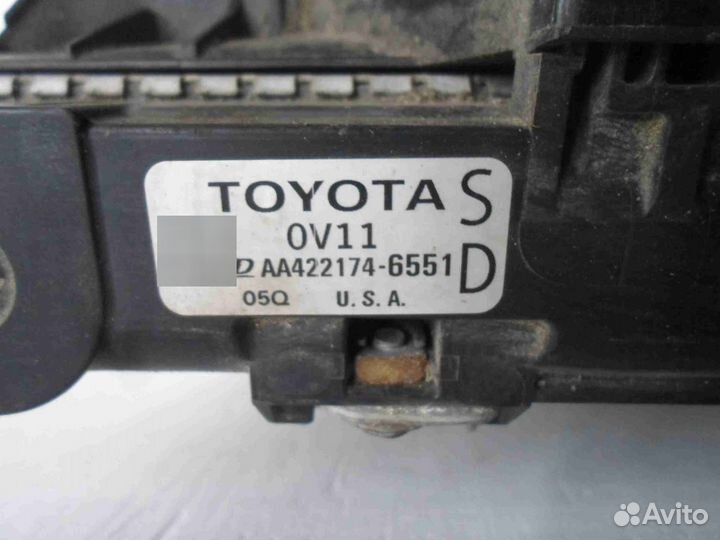 TOYOTA S
0V11
D AA422174-6551 D
05Q U.S.A.
Avito